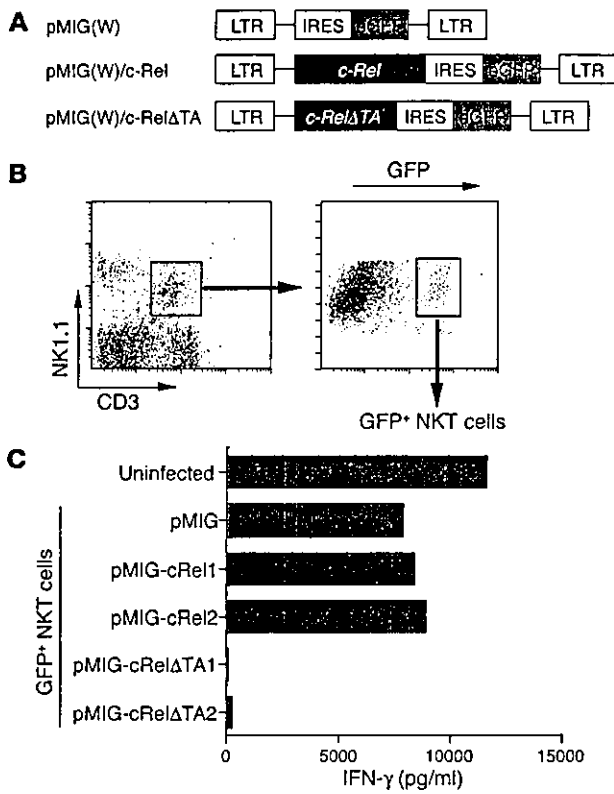 A
pMIG(W) LTR IRES eGFP LTR
pMIG(W)/c-Rel LTR c-Rel IRES eGFP LTR
pMIG(W)/c-RelΔTA LTR c-RelΔTA IRES eGFP LTR
B
GFP
NK1.1
CD3
GFP+ NKT cells
C
Uninfected
pMIG
pMIG-cRel1
pMIG-cRel2
pMIG-cRelΔTA1
pMIG-cRelΔTA2
GFP+ NKT cells
0 5000 10000 15000
IFN-γ (pg/ml)